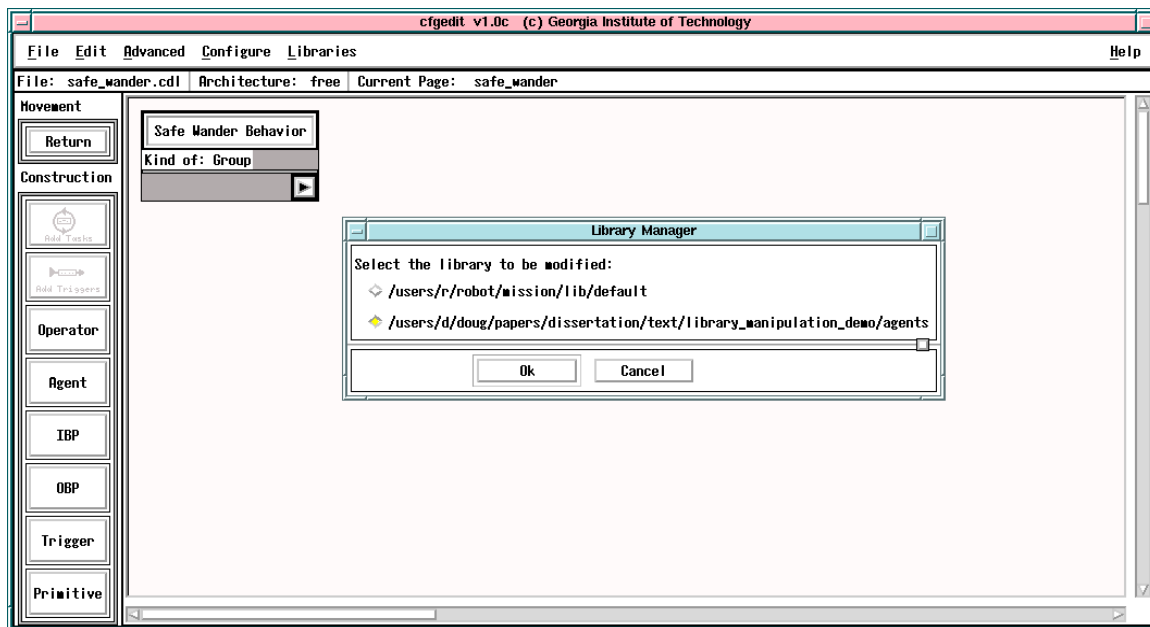 cfgedit v1.0c (c) Georgia Institute of Technology
File Edit Advanced Configure Libraries Help
File: safe_wander.cdl Architecture: free Current Page: safe_wander
Movement
Return
Construction
Add Tasks
Add Triggers
Operator
Agent
IBP
OBP
Trigger
Primitive
Safe Wander Behavior
Kind of: Group
Library Manager
Select the library to be modified:
/users/r/robot/mission/lib/default
/users/d/doug/papers/dissertation/text/library_manipulation_demo/agents
Ok Cancel